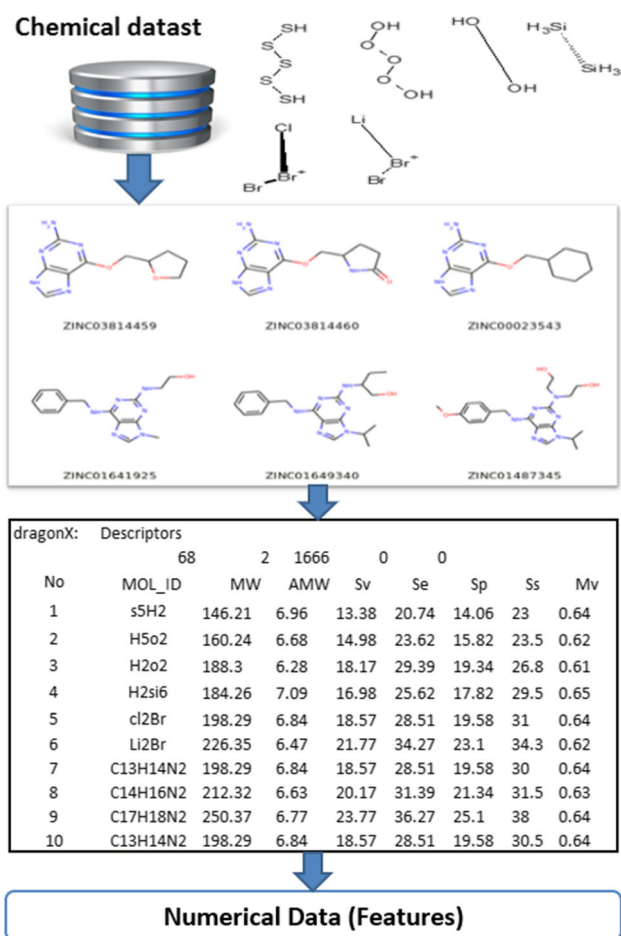 Chemical datast
SH
S
S
S
SH
OH
O
O
O
OH
HO
OH
H3Si
SiH3
Cl
Br
Br+
Li
Br
Br+
ZINC03814459
ZINC03814460
ZINC00023543
ZINC01641925
ZINC01649340
ZINC01487345
dragonX: Descriptors
68 2 1666 0 0
No MOL_ID MW AMW Sv Se Sp Ss Mv
1 s5H2 146.21 6.96 13.38 20.74 14.06 23 0.64
2 H5o2 160.24 6.68 14.98 23.62 15.82 23.5 0.62
3 H2o2 188.3 6.28 18.17 29.39 19.34 26.8 0.61
4 H2si6 184.26 7.09 16.98 25.62 17.82 29.5 0.65
5 cl2Br 198.29 6.84 18.57 28.51 19.58 31 0.64
6 Li2Br 226.35 6.47 21.77 34.27 23.1 34.3 0.62
7 C13H14N2 198.29 6.84 18.57 28.51 19.58 30 0.64
8 C14H16N2 212.32 6.63 20.17 31.39 21.34 31.5 0.63
9 C17H18N2 250.37 6.77 23.77 36.27 25.1 38 0.64
10 C13H14N2 198.29 6.84 18.57 28.51 19.58 30.5 0.64
Numerical Data (Features)